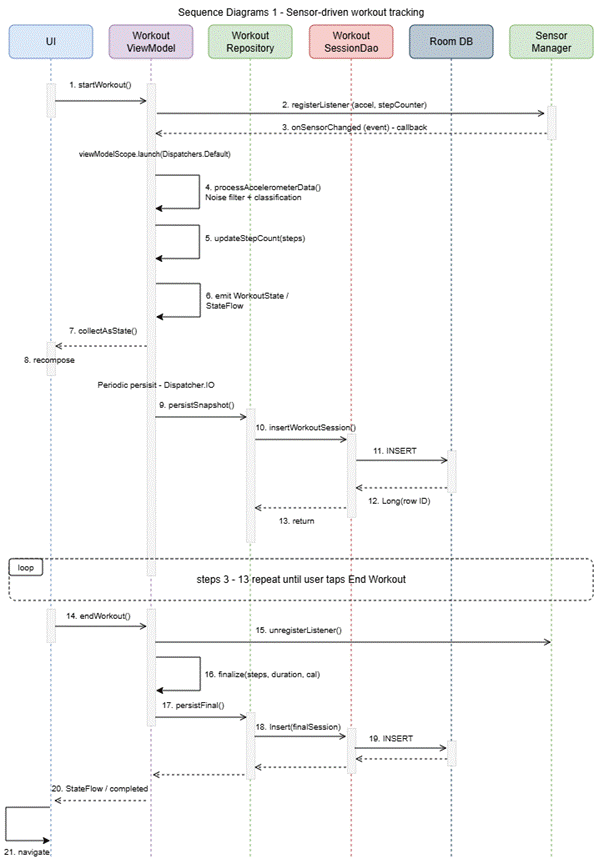 Sequence Diagrams 1 - Sensor-driven workout tracking
UI
Workout
ViewModel
Workout
Repository
Workout
SessionDao
Room DB
Sensor
Manager
1. startWorkout()
2. registerListener (accel, stepCounter)
3. onSensorChanged (event) - callback
viewModelScope.launch(Dispatchers.Default)
4. processAccelerometerData()
Noise filter + classification
5. updateStepCount(steps)
6. emit WorkoutState /
StateFlow
7. collectAsState()
8. recompose
Periodic persisit - Dispatcher.IO
9. persistSnapshot()
10. insertWorkoutSession()
11. INSERT
12. Long(row ID)
13. return
loop
steps 3 - 13 repeat until user taps End Workout
14. endWorkout()
15. unregisterListener()
16. finalize(steps, duration, cal)
17. persistFinal()
18. Insert(finalSession)
19. INSERT
20. StateFlow / completed
21. navigate